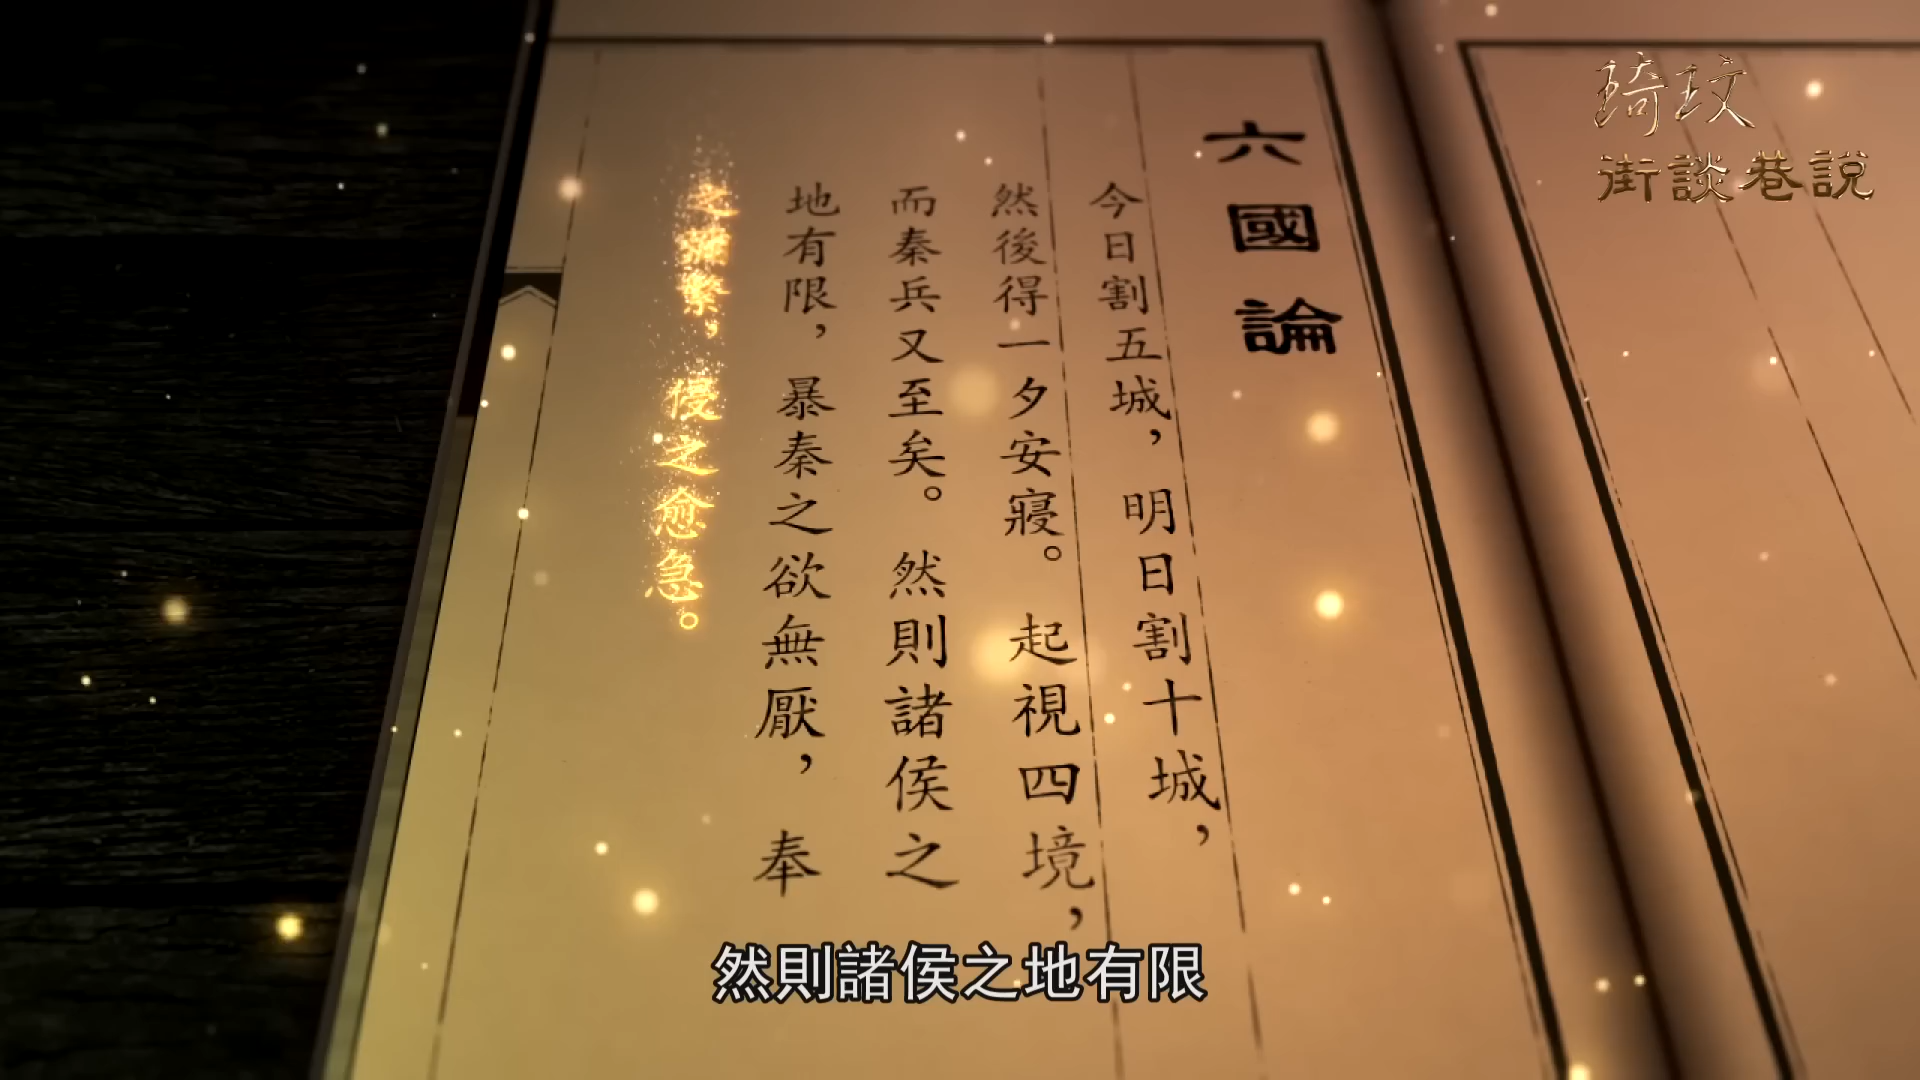 六國論
今日割五城，明日割十城，
然後得一夕安寢。起視四境，
而秦兵又至矣。然則諸侯之
地有限，暴秦之欲無厭，奉
之彌繁，侵之愈急。
琦玟
街談巷說
然則諸侯之地有限